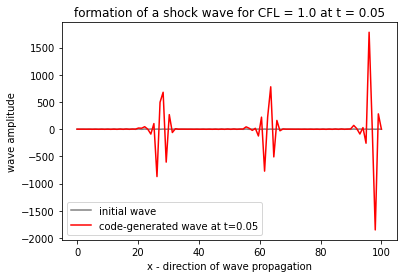 formation of a shock wave for CFL = 1.0 at t = 0.05
wave amplitude
1500
1000
500
0
−500
−1000
−1500
−2000
initial wave
code-generated wave at t=0.05
0 20 40 60 80 100
x - direction of wave propagation